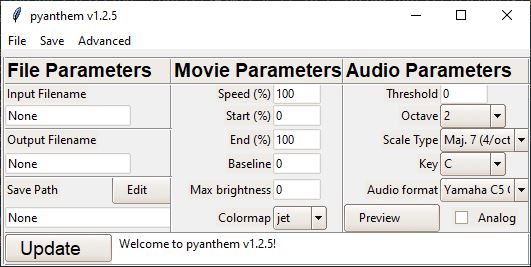 pyanthem v1.2.5
File Save Advanced
File Parameters Movie Parameters Audio Parameters
Input Filename Speed (%) 100 Threshold 0
None Start (%) 0 Octave 2
Output Filename End (%) 100 Scale Type Maj. 7 (4/oct
None Baseline 0 Key C
Save Path Edit Max brightness 0 Audio format Yamaha C5
None Colormap jet Preview Analog
Update Welcome to pyanthem v1.2.5!